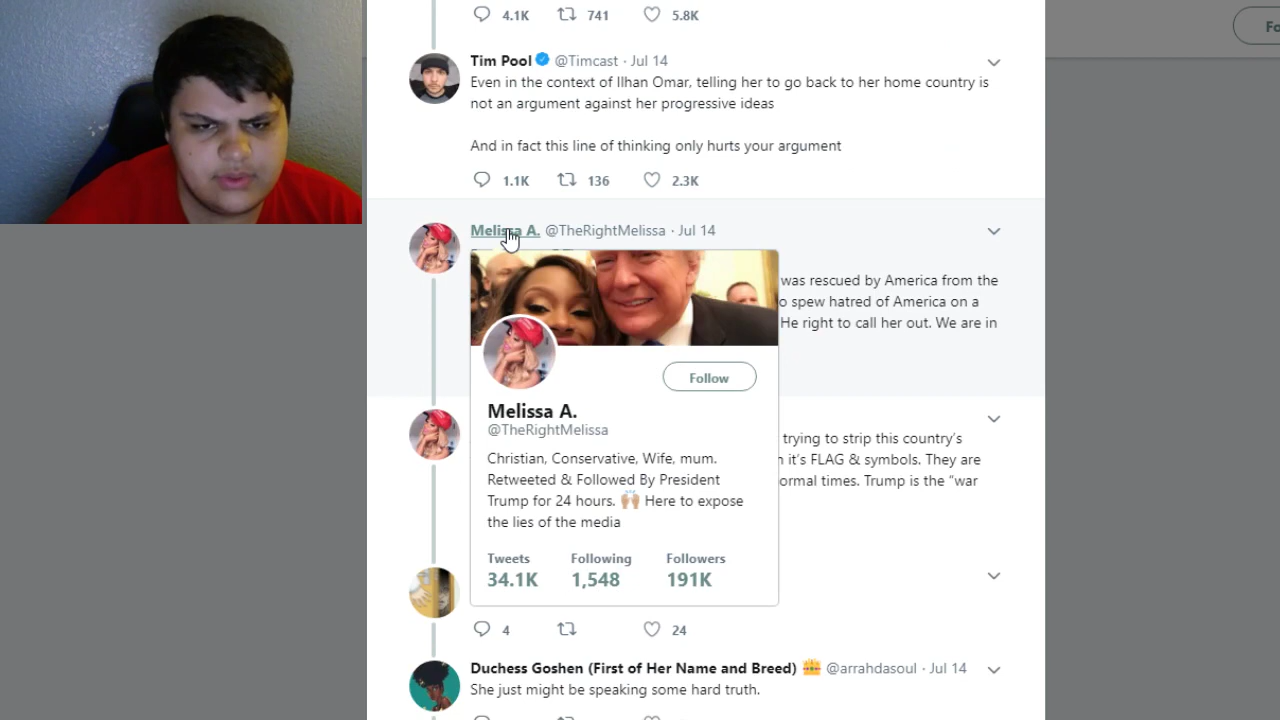 4.1K 741 5.8K
Fo
Tim Pool @Timcast · Jul 14
Even in the context of Ilhan Omar, telling her to go back to her home country is
not an argument against her progressive ideas
And in fact this line of thinking only hurts your argument
1.1K 136 2.3K
Melissa A. @TheRightMelissa · Jul 14
was rescued by America from the
o spew hatred of America on a
He right to call her out. We are in
Follow
Melissa A.
@TheRightMelissa
Christian, Conservative, Wife, mum.
Retweeted & Followed By President
Trump for 24 hours. 🙌🏼 Here to expose
the lies of the media
Tweets Following Followers
34.1K 1,548 191K
trying to strip this country's
it's FLAG & symbols. They are
ormal times. Trump is the "war
4 24
Duchess Goshen (First of Her Name and Breed) @arrahdasoul · Jul 14
She just might be speaking some hard truth.